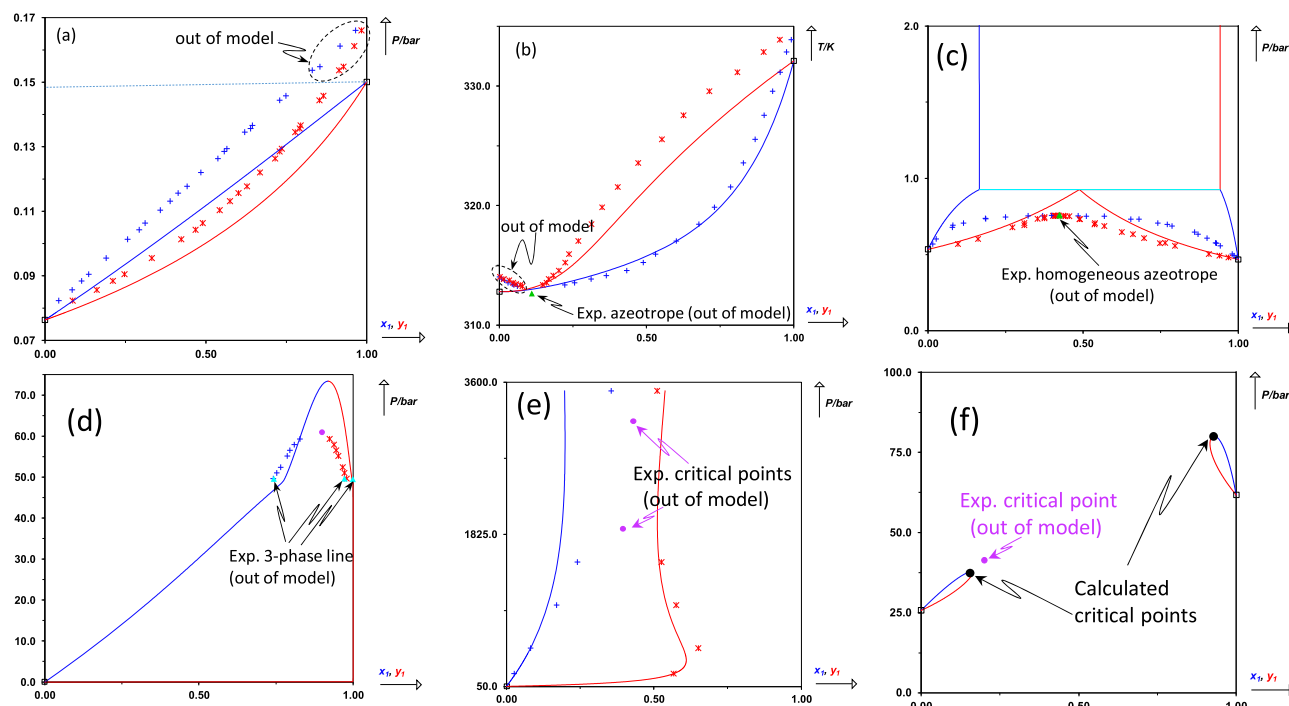 (a)
0.17
0.15
0.13
0.11
0.09
0.07
0.00
0.50
1.00
P/bar
out of model
x1, y1
(b)
330.0
320.0
310.0
0.00
0.50
1.00
T/K
out of model
Exp. azeotrope (out of model)
x1, y1
(c)
2.0
1.0
0.0
0.00
0.50
1.00
P/bar
Exp. homogeneous azeotrope
(out of model)
x1, y1
(d)
70.0
60.0
50.0
40.0
30.0
20.0
10.0
0.0
0.00
0.50
1.00
P/bar
Exp. 3-phase line
(out of model)
x1, y1
(e)
3600.0
1825.0
50.0
0.00
0.50
1.00
P/bar
Exp. critical points
(out of model)
x1, y1
(f)
100.0
75.0
50.0
25.0
0.0
0.00
0.50
1.00
P/bar
Exp. critical point
(out of model)
Calculated
critical points
x1, y1